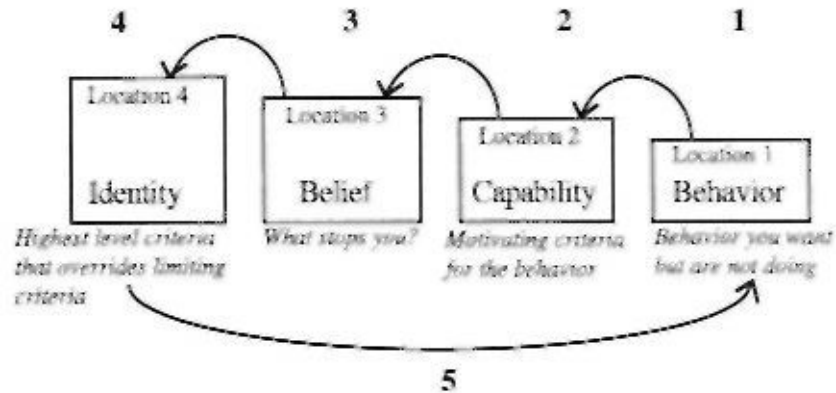 4 3 2 1
Location 4
Identity
Highest level criteria
that overrides limiting
criteria
Location 3
Belief
What stops you?
Location 2
Capability
Motivating criteria
for the behavior
Location 1
Behavior
Behavior you want
but are not doing
5